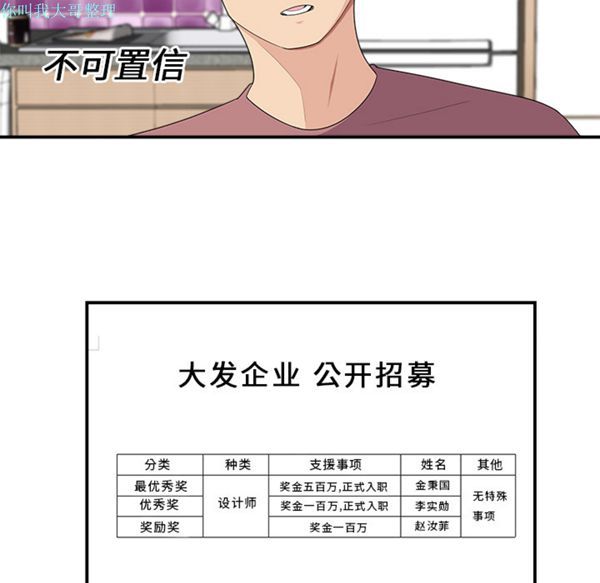 你叫我大哥整理
不可置信
大发企业 公开招募
分类 种类 支援事项 姓名 其他
最优秀奖 设计师 奖金五百万,正式入职 金秉国 无特殊事项
优秀奖 奖金一百万,正式入职 李实勋
奖励奖 奖金一百万 赵汝菲